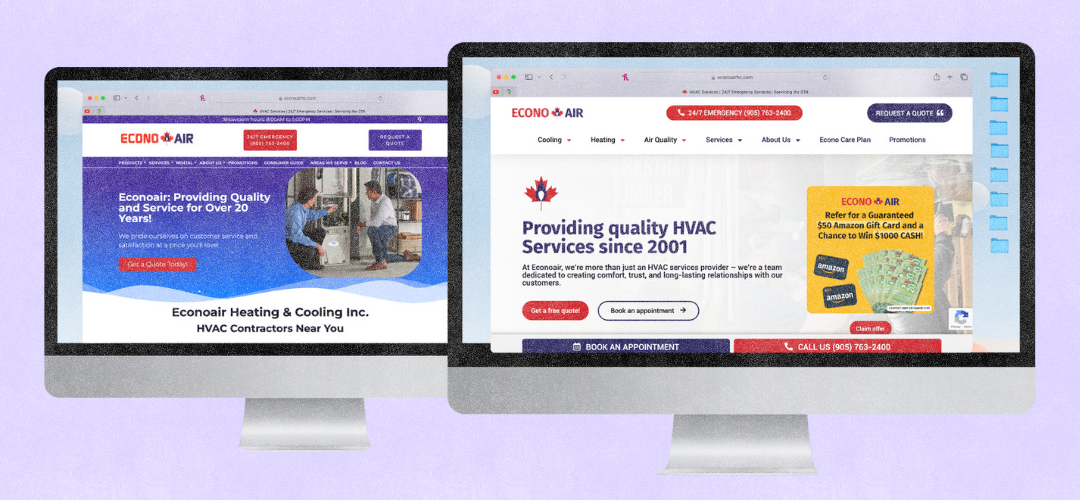 econoairhc.com
HVAC Services | 24/7 Emergency Services | Servicing the GTA
Showroom hours: 8:00AM to 5:00PM
ECONO AIR
24/7 EMERGENCY
(905) 763-2400
REQUEST A
QUOTE
PRODUCTS SERVICES RENTAL ABOUT US PROMOTIONS CONSUMER GUIDE AREAS WE SERVE BLOG CONTACT US
Econoair: Providing Quality
and Service for Over 20
Years!
We pride ourselves on customer service and
satisfaction at a price you'll love!
Get a Quote Today!
Econoair Heating & Cooling Inc.
HVAC Contractors Near You
econoairhc.com
HVAC Services | 24/7 Emergency Services | Servicing the GTA
ECONO AIR
24/7 EMERGENCY (905) 763-2400
REQUEST A QUOTE
Cooling Heating Air Quality Services About Us Econo Care Plan Promotions
Providing quality HVAC
Services since 2001
At Econoair, we're more than just an HVAC services provider – we're a team
dedicated to creating comfort, trust, and long-lasting relationships with our
customers.
Get a free quote!
Book an appointment
ECONO AIR
Refer for a Guaranteed
$50 Amazon Gift Card and a
Chance to Win $1000 CASH!
amazon
amazon
Claim offer
BOOK AN APPOINTMENT
CALL US (905) 763-2400